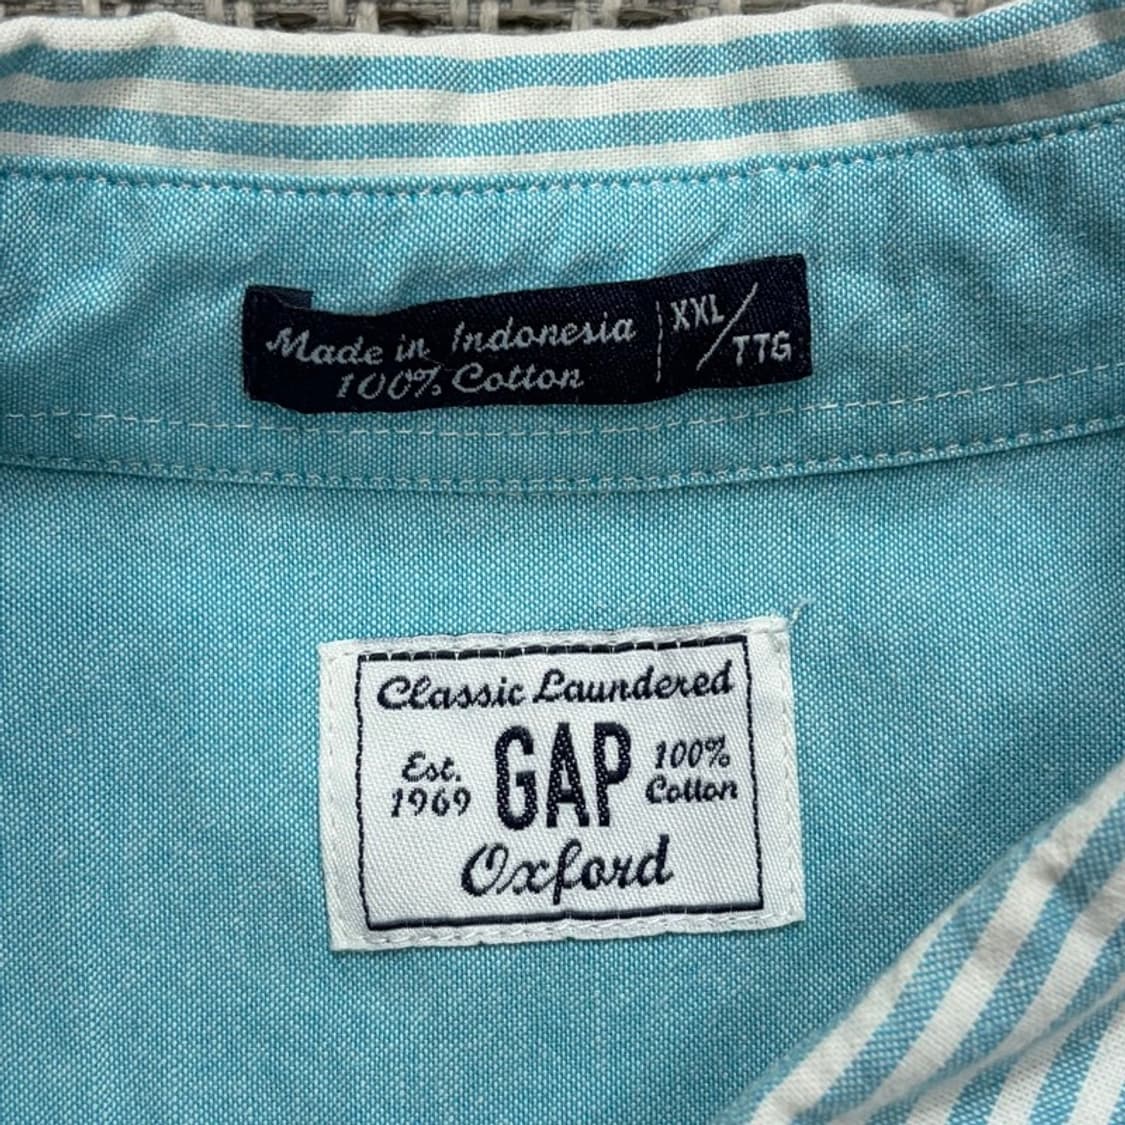 Made in Indonesia XXL/TTG
100% Cotton
Classic Laundered
Est. 1969 GAP 100% Cotton
Oxford